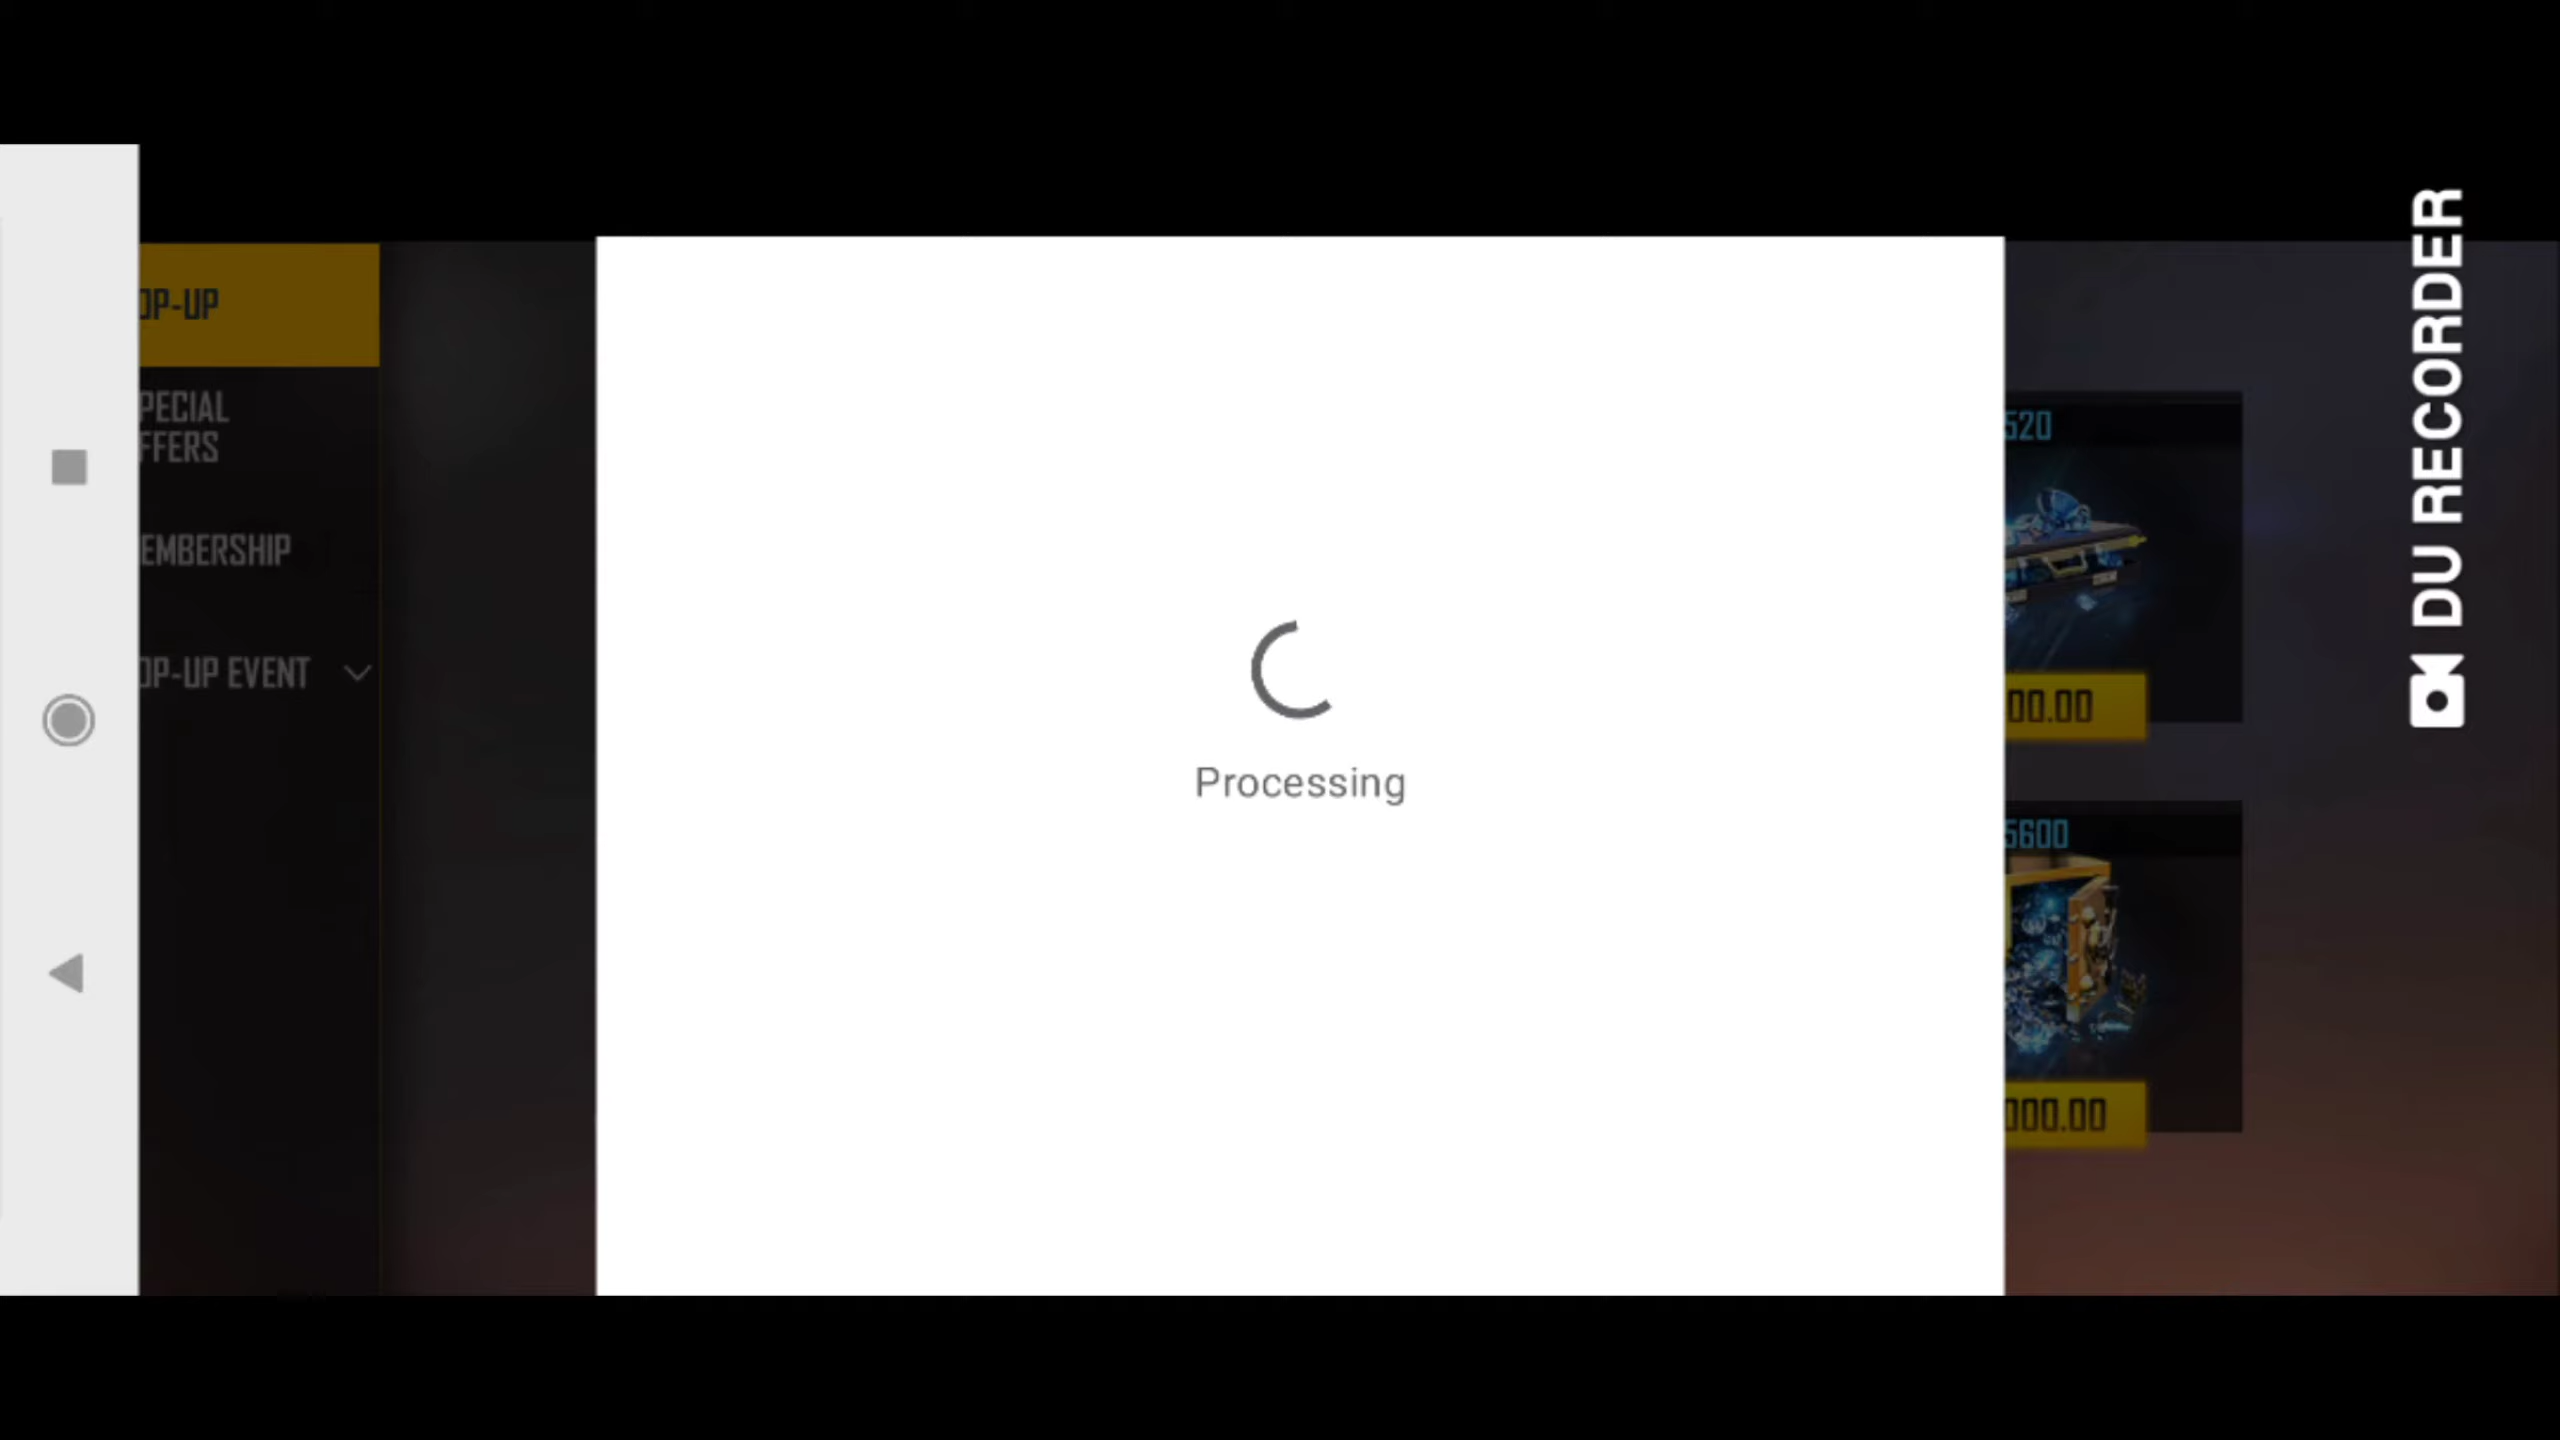 OP-UP
PECIAL
FFERS
EMBERSHIP
OP-UP EVENT
Processing
520
00.00
5600
000.00
DU RECORDER